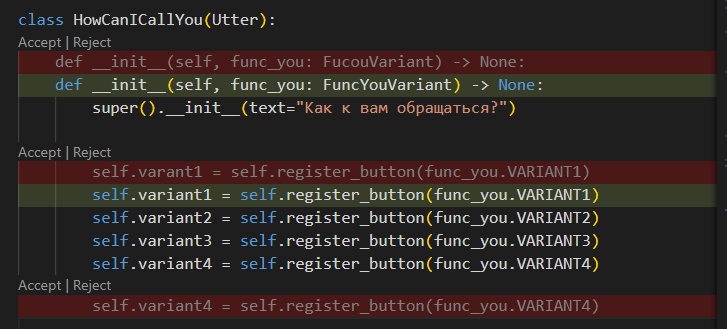 class HowCanICallYou(Utter):
Accept | Reject
def __init__(self, func_you: FucouVariant) -> None:
def __init__(self, func_you: FuncYouVariant) -> None:
super().__init__(text="Как к вам обращаться?")
Accept | Reject
self.varant1 = self.register_button(func_you.VARIANT1)
self.variant1 = self.register_button(func_you.VARIANT1)
self.variant2 = self.register_button(func_you.VARIANT2)
self.variant3 = self.register_button(func_you.VARIANT3)
self.variant4 = self.register_button(func_you.VARIANT4)
Accept | Reject
self.variant4 = self.register_button(func_you.VARIANT4)